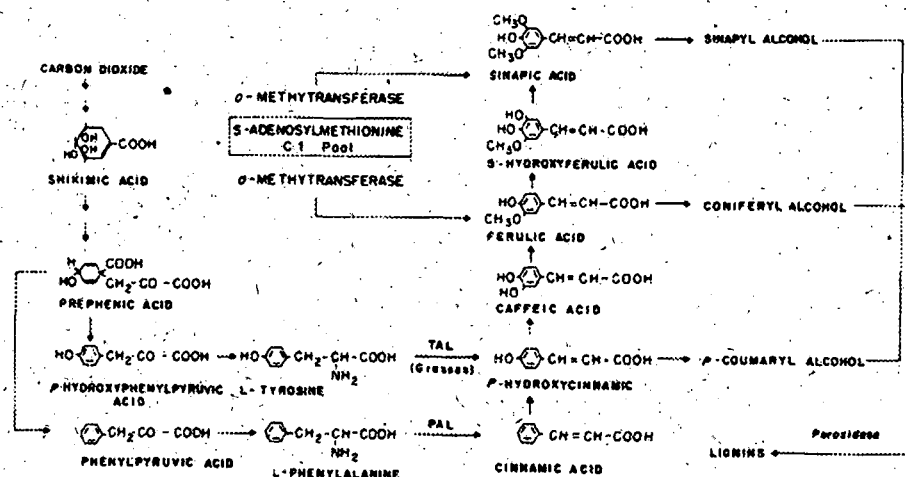 CARBON DIOXIDE
HO OH OH COOH
SHIKIMIC ACID
H COOH
HO CH2-CO-COOH
PREPHENIC ACID
HO CH2-CO-COOH
P-HYDROXYPHENYLPYRUVIC
ACID
HO CH2-CH-COOH
NH2
L-TYROSINE
CH2-CO-COOH
PHENYLPYRUVIC ACID
CH2-CH-COOH
NH2
L-PHENYLALANINE
O-METHYTRANSFERASE
S-ADENOSYLMETHIONINE
C-1 Pool
O-METHYTRANSFERASE
TAL
(Grasses)
PAL
CH3O
HO CH=CH-COOH
CH3O
SINAPIC ACID
SINAPYL ALCOHOL
HO
HO CH=CH-COOH
CH3O
5-HYDROXYFERULIC ACID
HO CH=CH-COOH
CH3O
FERULIC ACID
CONIFERYL ALCOHOL
HO CH=CH-COOH
HO
CAFFEIC ACID
HO CH=CH-COOH
P-HYDROXYCINNAMIC
P-COUMARYL ALCOHOL
CH=CH-COOH
CINNAMIC ACID
Peroxidase
LIGNINS